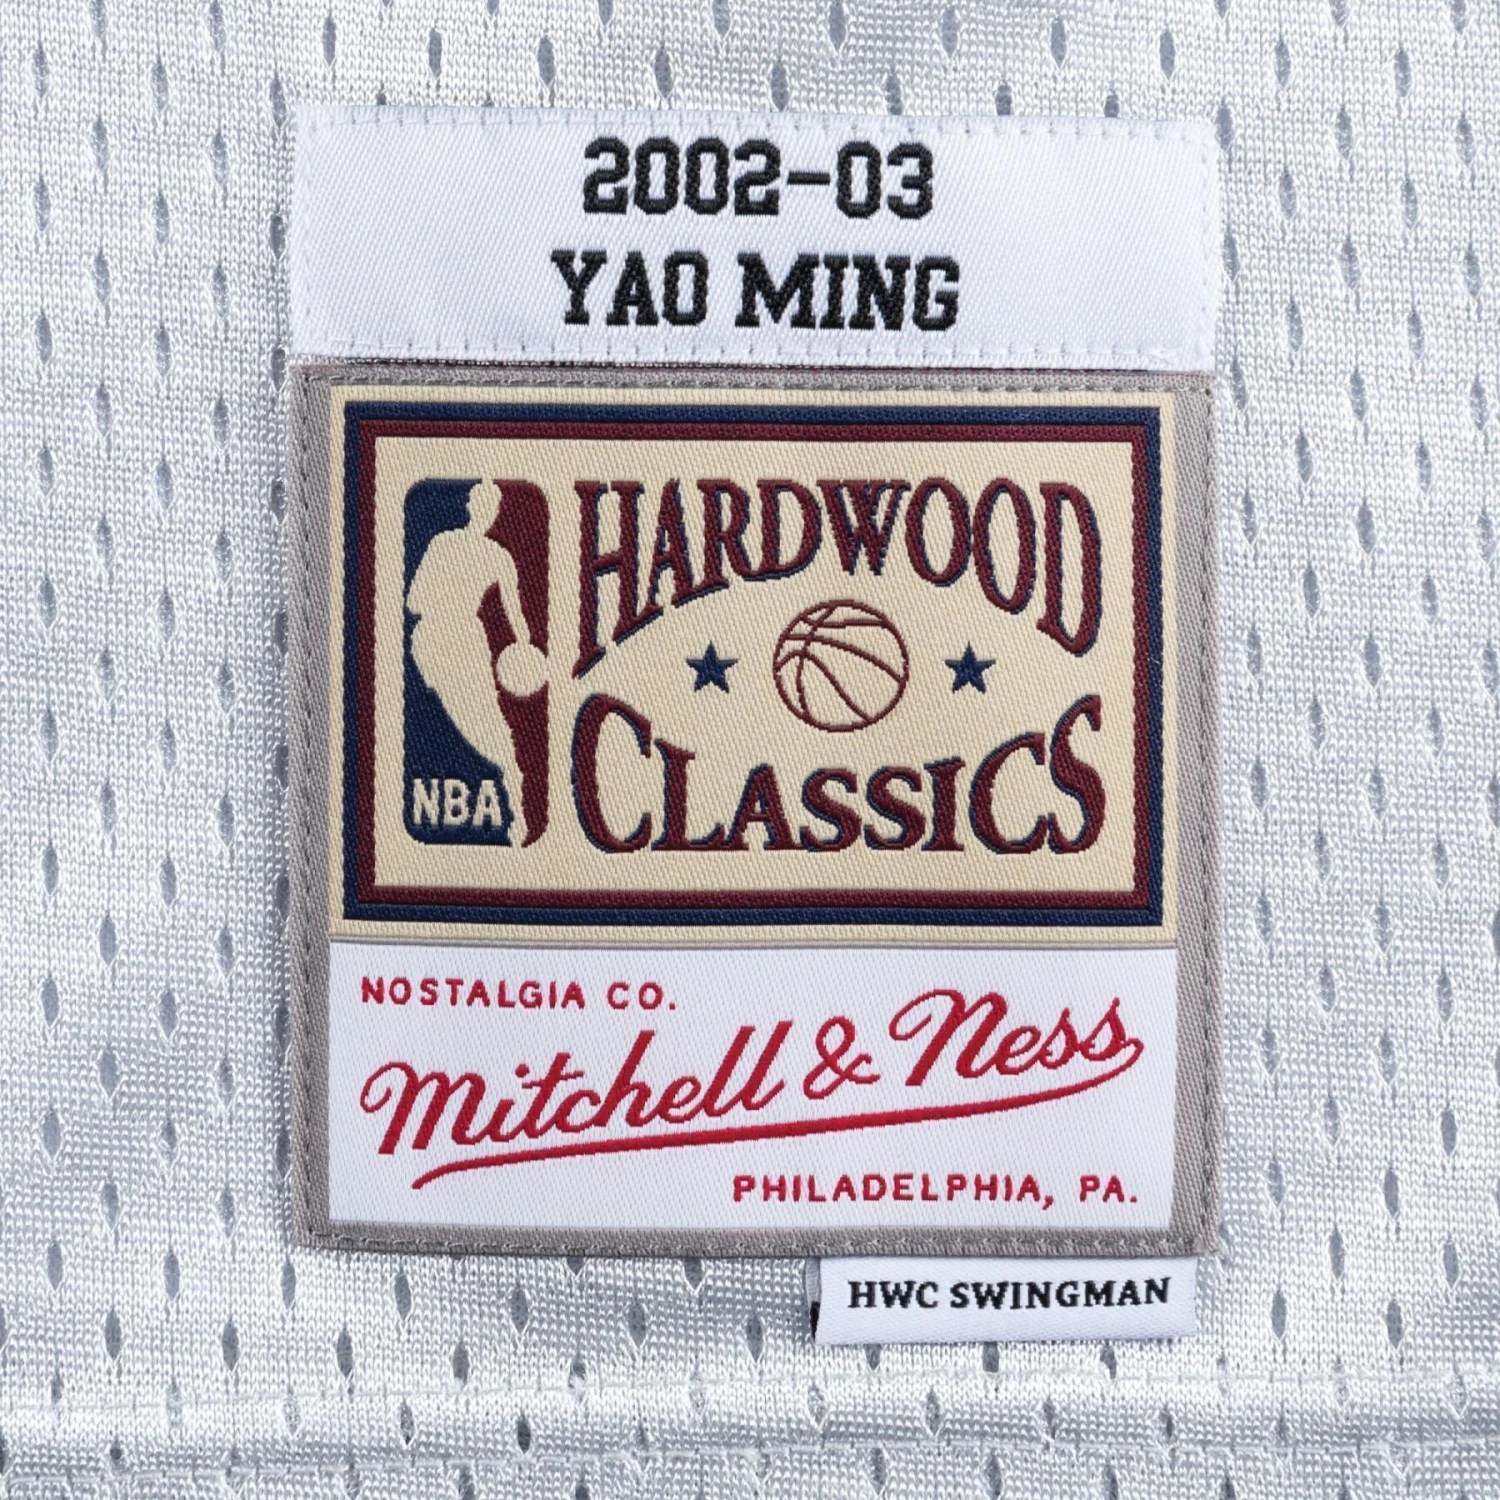 2002-03
YAO MING
HARDWOOD
CLASSICS
NBA
NOSTALGIA CO.
Mitchell & Ness
PHILADELPHIA, PA.
HWC SWINGMAN